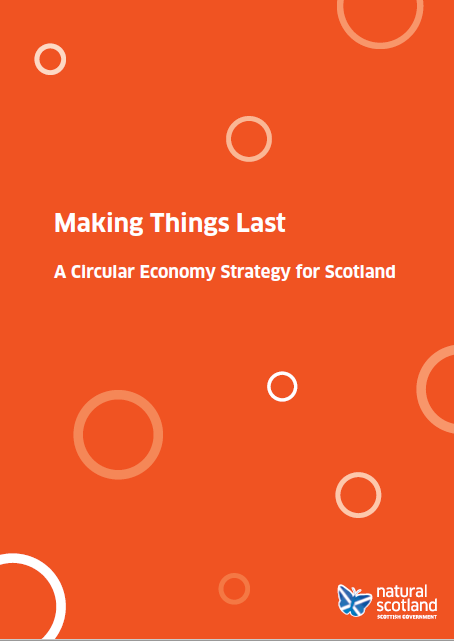 Making Things Last
A Circular Economy Strategy for Scotland
natural
scotland
SCOTTISH GOVERNMENT